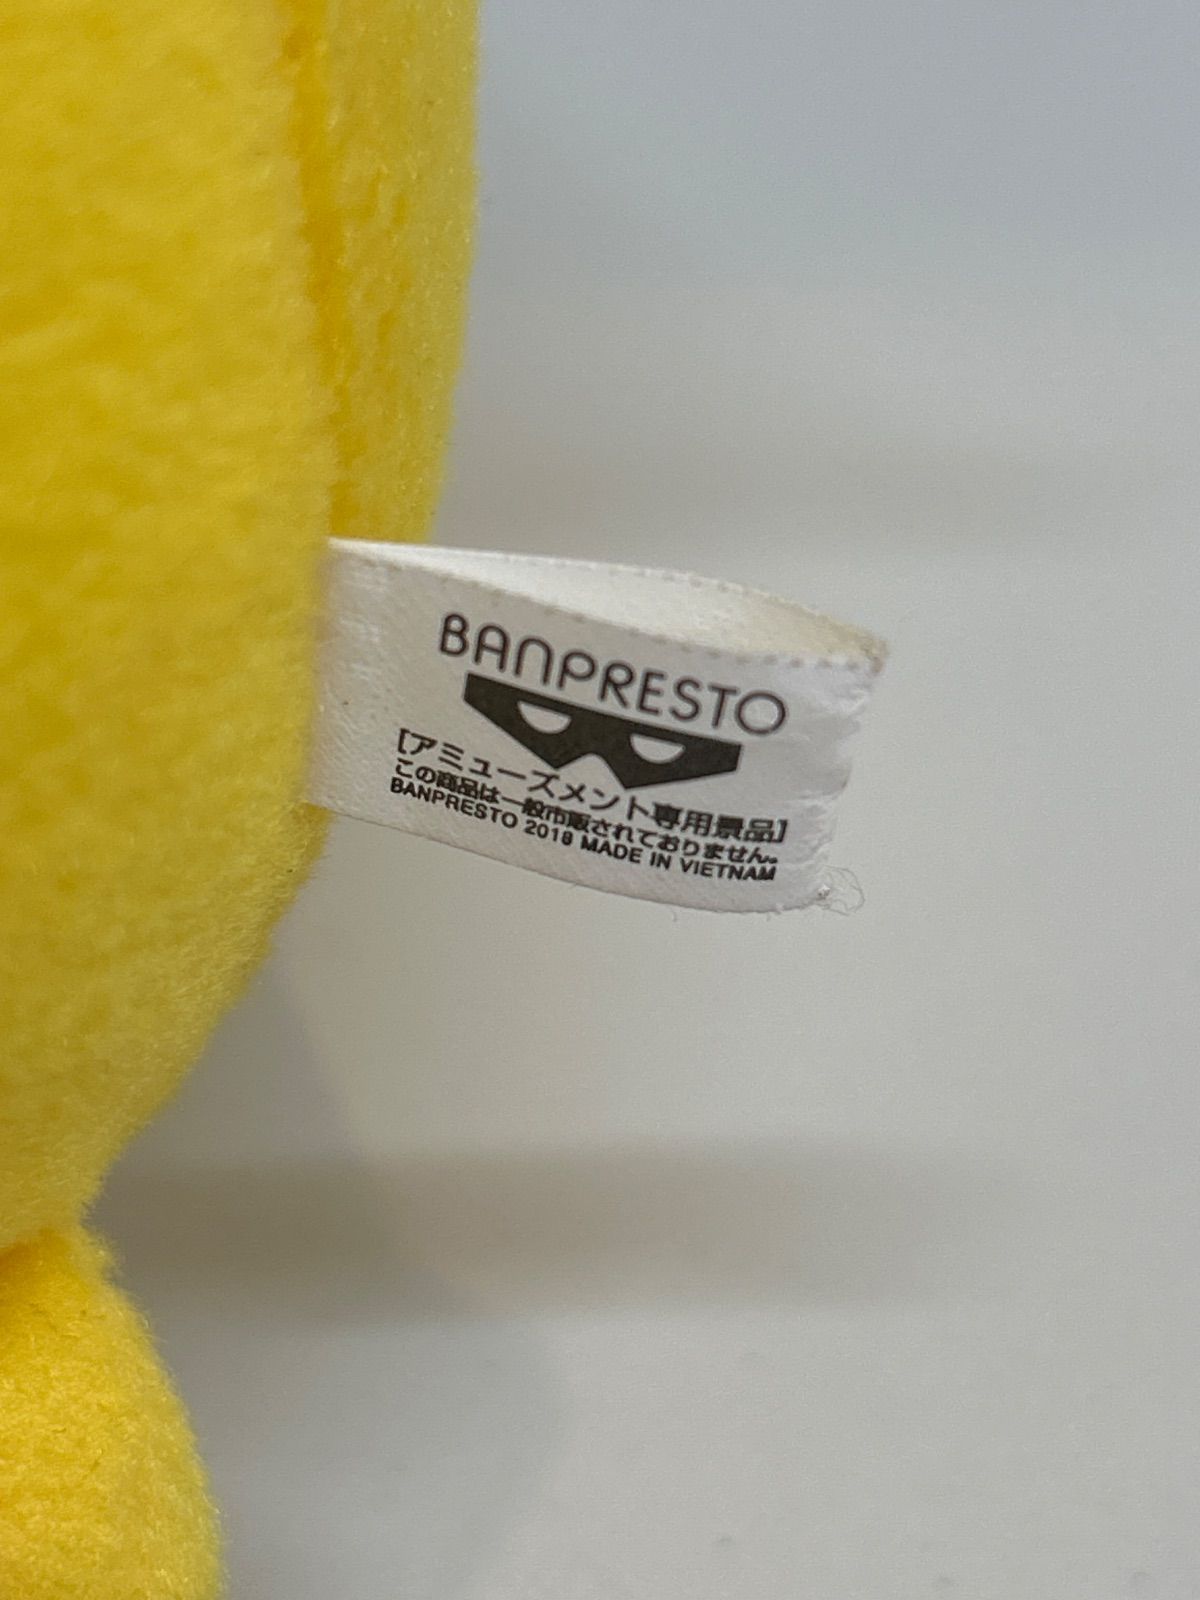 BANPRESTO
[アミューズメント専用景品]
この商品は一般市販されておりません。
BANPRESTO 2018 MADE IN VIETNAM